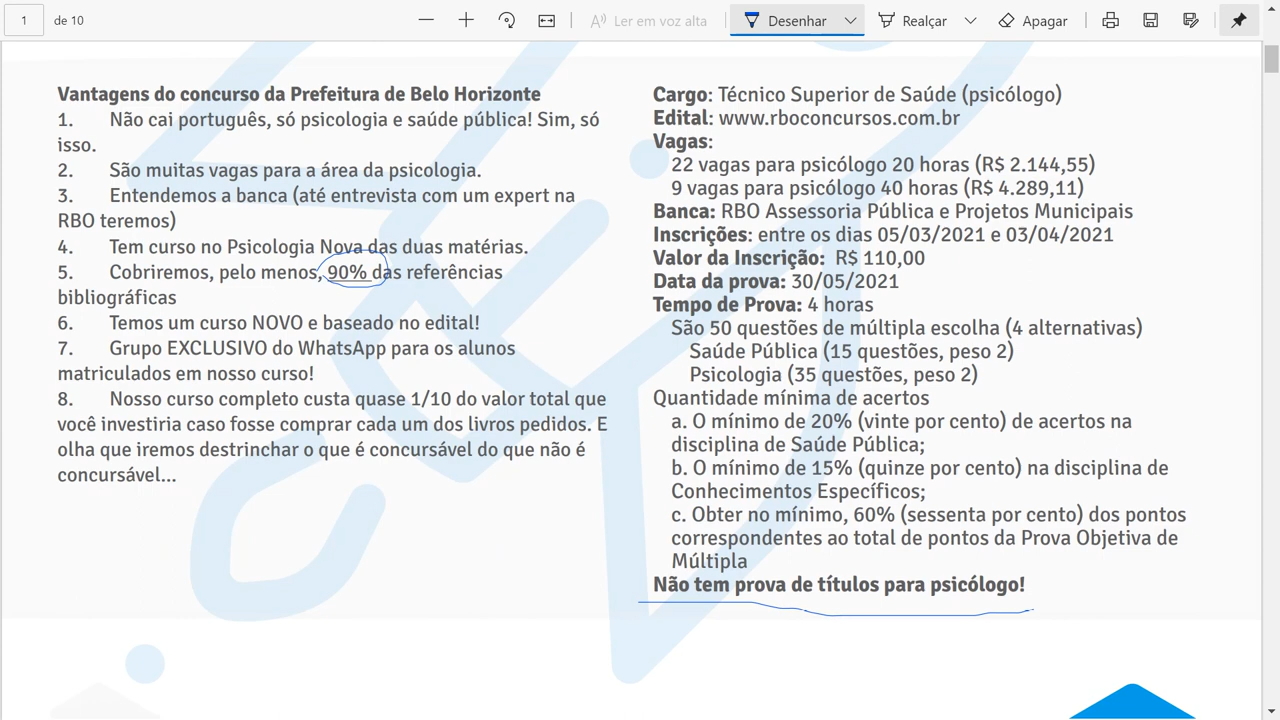 1
de 10
Ler em voz alta
Desenhar
Realçar
Apagar
Vantagens do concurso da Prefeitura de Belo Horizonte
1. Não cai português, só psicologia e saúde pública! Sim, só
isso.
2. São muitas vagas para a área da psicologia.
3. Entendemos a banca (até entrevista com um expert na
RBO teremos)
4. Tem curso no Psicologia Nova das duas matérias.
5. Cobriremos, pelo menos, 90% das referências
bibliográficas
6. Temos um curso NOVO e baseado no edital!
7. Grupo EXCLUSIVO do WhatsApp para os alunos
matriculados em nosso curso!
8. Nosso curso completo custa quase 1/10 do valor total que
você investiria caso fosse comprar cada um dos livros pedidos. E
olha que iremos destrinchar o que é concursável do que não é
concursável...
Cargo: Técnico Superior de Saúde (psicólogo)
Edital: www.rboconcursos.com.br
Vagas:
22 vagas para psicólogo 20 horas (R$ 2.144,55)
9 vagas para psicólogo 40 horas (R$ 4.289,11)
Banca: RBO Assessoria Pública e Projetos Municipais
Inscrições: entre os dias 05/03/2021 e 03/04/2021
Valor da Inscrição: R$ 110,00
Data da prova: 30/05/2021
Tempo de Prova: 4 horas
São 50 questões de múltipla escolha (4 alternativas)
Saúde Pública (15 questões, peso 2)
Psicologia (35 questões, peso 2)
Quantidade mínima de acertos
a. O mínimo de 20% (vinte por cento) de acertos na
disciplina de Saúde Pública;
b. O mínimo de 15% (quinze por cento) na disciplina de
Conhecimentos Específicos;
c. Obter no mínimo, 60% (sessenta por cento) dos pontos
correspondentes ao total de pontos da Prova Objetiva de
Múltipla
Não tem prova de títulos para psicólogo!